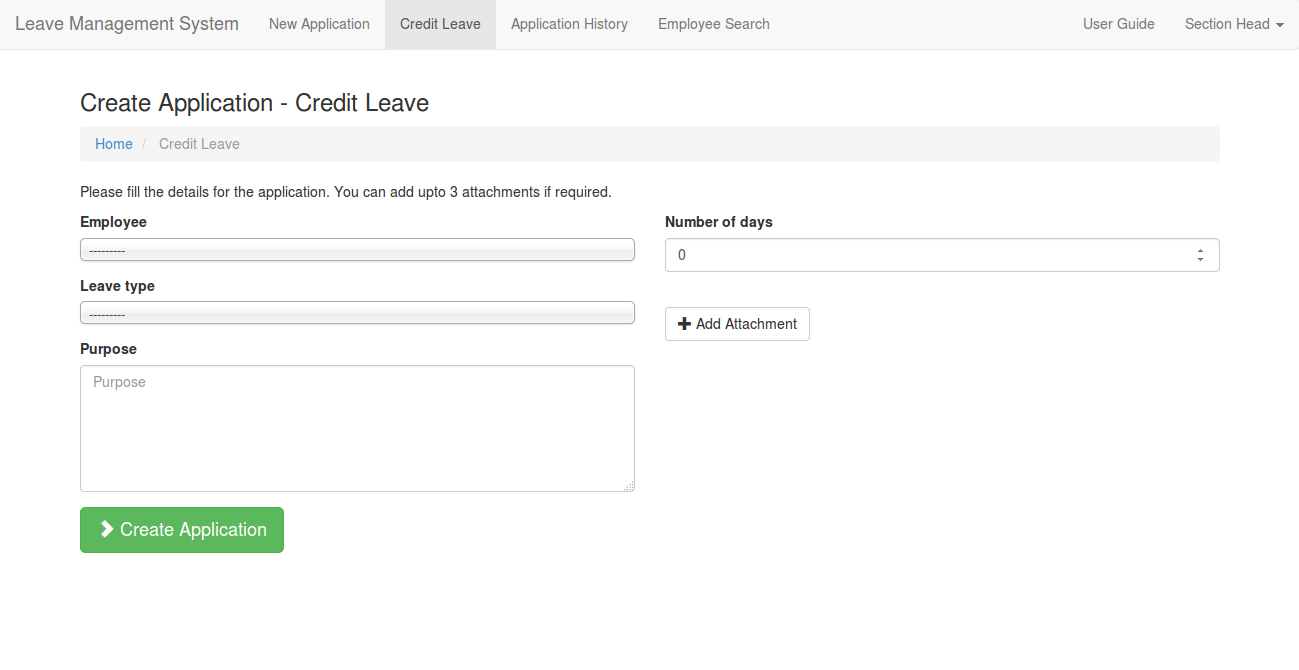 Leave Management System New Application Credit Leave Application History Employee Search User Guide Section Head
Create Application - Credit Leave
Home / Credit Leave
Please fill the details for the application. You can add upto 3 attachments if required.
Employee
---------
Number of days
0
Leave type
---------
Add Attachment
Purpose
Purpose
Create Application